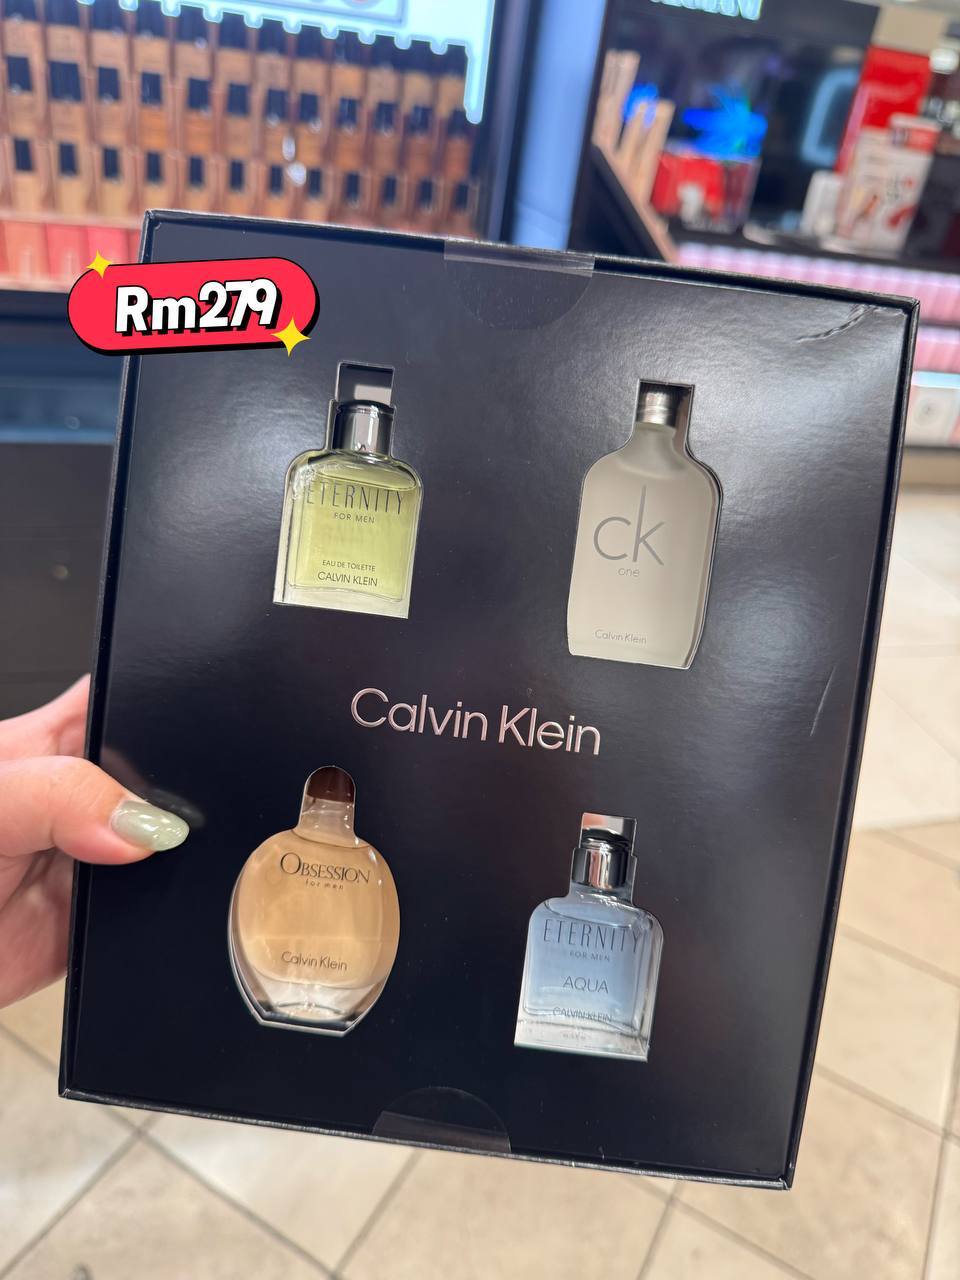 Rm279
ETERNITY
FOR MEN
EAU DE TOILETTE
CALVIN KLEIN
ck
one
Calvin Klein
Calvin Klein
OBSESSION
for men
Calvin Klein
ETERNITY
FOR MEN
AQUA
CALVIN KLEIN